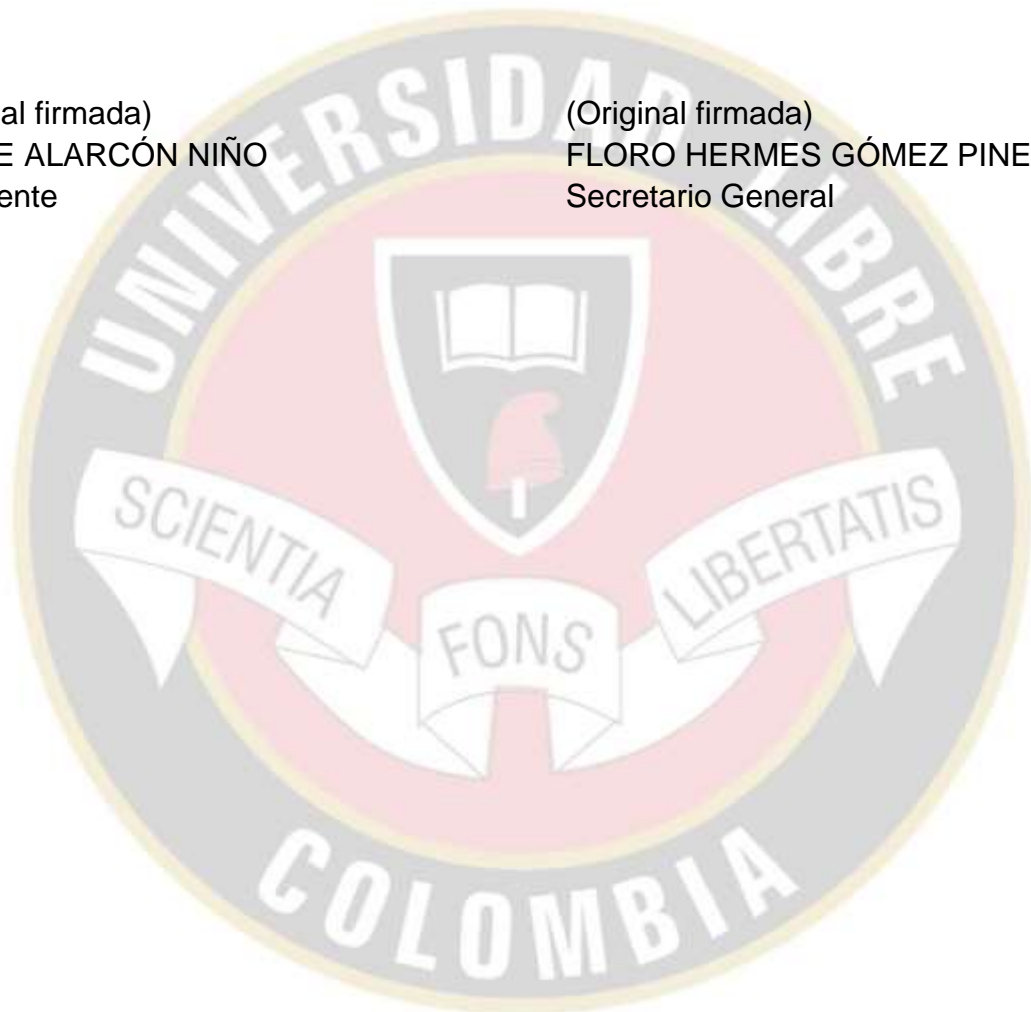 al firmada)
E ALARCÓN NIÑO
ente
(Original firmada)
FLORO HERMES GÓMEZ PINE
Secretario General
UNIVERSIDAD LIBRE
SCIENTIA
FONS
LIBERTATIS
COLOMBIA